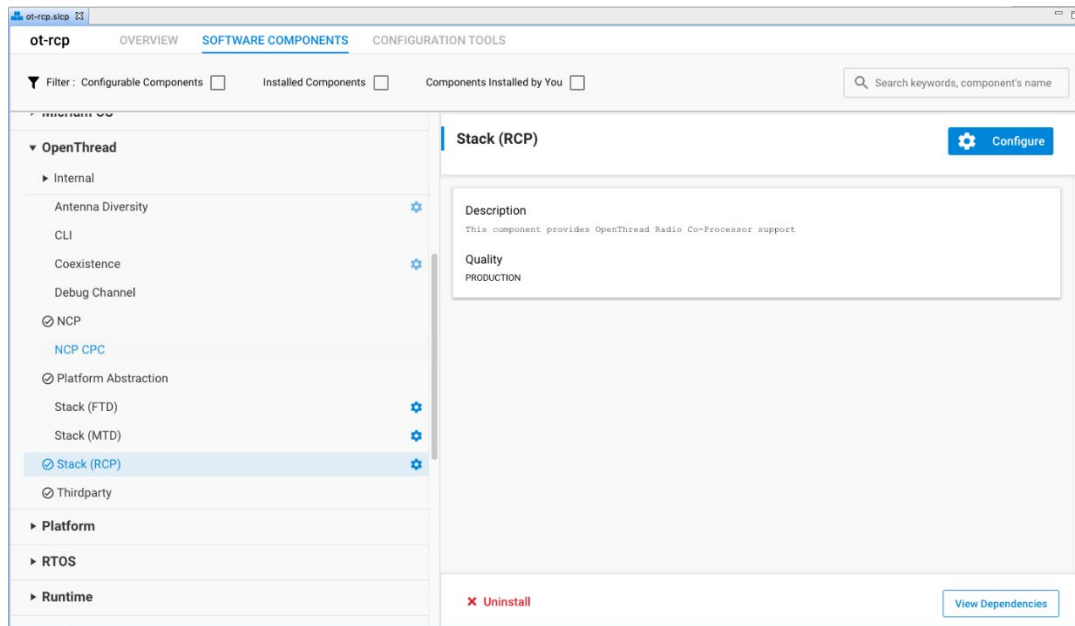 ot-rcp.slcp
ot-rcp OVERVIEW SOFTWARE COMPONENTS CONFIGURATION TOOLS
Filter : Configurable Components Installed Components Components Installed by You Search keywords, component's name
Micrium OS
OpenThread
Internal
Antenna Diversity
CLI
Coexistence
Debug Channel
NCP
NCP CPC
Platform Abstraction
Stack (FTD)
Stack (MTD)
Stack (RCP)
Thirdparty
Platform
RTOS
Runtime
Stack (RCP) Configure
Description
This component provides OpenThread Radio Co-Processor support
Quality
PRODUCTION
Uninstall View Dependencies